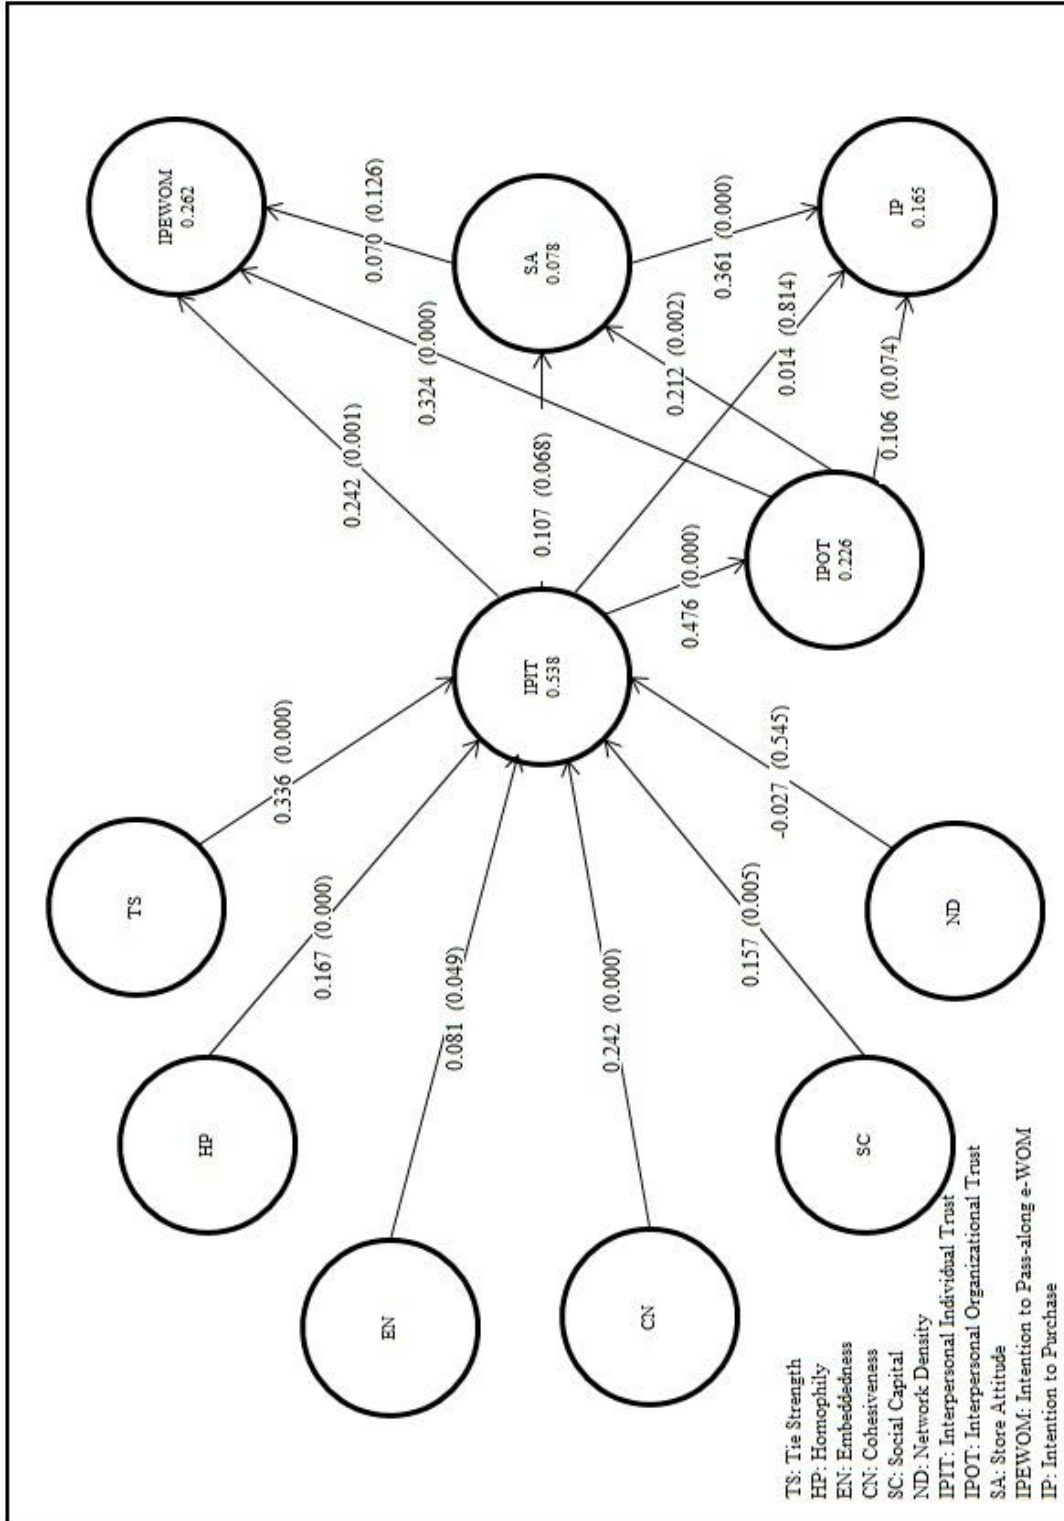 TS
HP
EN
CN
SC
ND
0.336 (0.000)
0.167 (0.000)
0.081 (0.049)
0.242 (0.000)
0.157 (0.005)
-0.027 (0.545)
IPIT
0.538
0.242 (0.001)
0.324 (0.000)
0.107 (0.068)
0.476 (0.000)
0.212 (0.002)
0.014 (0.814)
0.106 (0.074)
IPOT
0.226
0.070 (0.126)
0.361 (0.000)
IPEWOM
0.262
SA
0.078
IP
0.165
TS: Tie Strength
HP: Homophily
EN: Embeddedness
CN: Cohesiveness
SC: Social Capital
ND: Network Density
IPIT: Interpersonal Individual Trust
IPOT: Interpersonal Organizational Trust
SA: Store Attitude
IPEWOM: Intention to Pass-along e-WOM
IP: Intention to Purchase